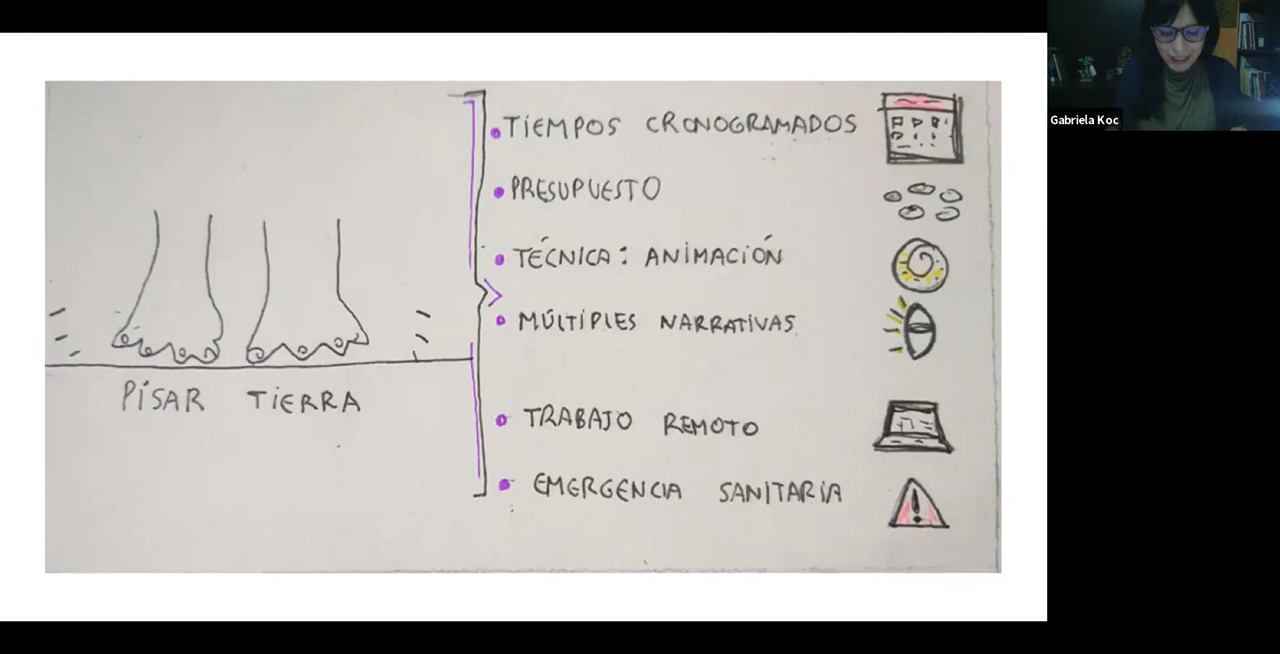 TIEMPOS CRONOGRAMADOS
PRESUPUESTO
TÉCNICA: ANIMACIÓN
MÚLTIPLES NARRATIVAS
TRABAJO REMOTO
EMERGENCIA SANITARIA
PISAR TIERRA
Gabriela Koc